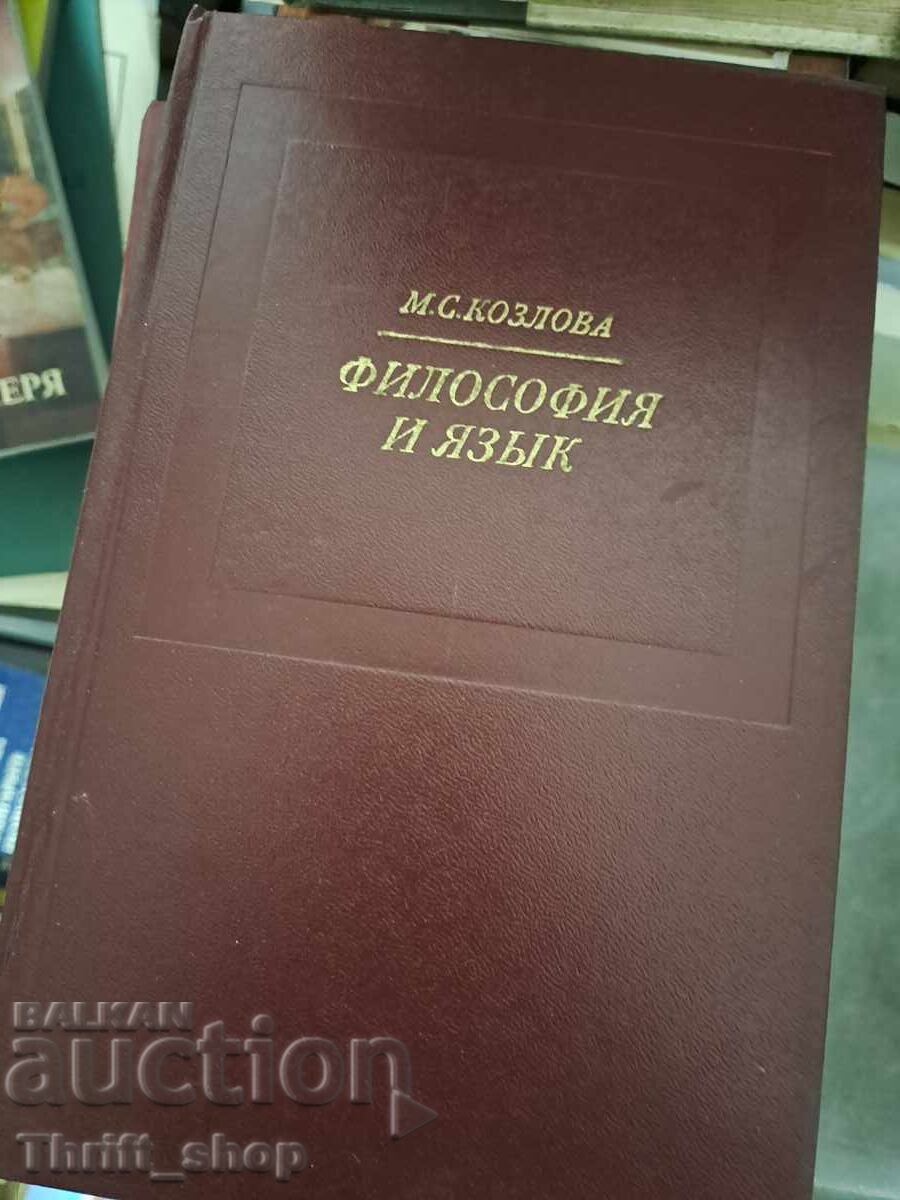 М.С.КОЗЛОВА
ФИЛОСОФИЯ
И ЯЗЫК
ЕРЯ
BALKAN
auction
Thrift_shop